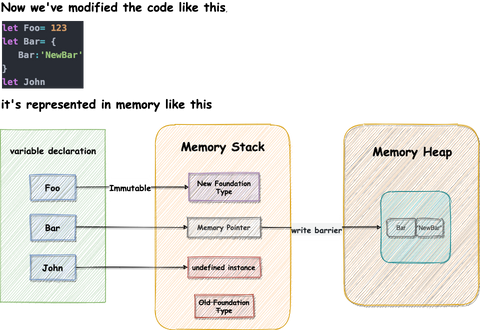 Now we've modified the code like this.
let Foo= 123
let Bar= {
Bar:'NewBar'
}
let John
it's represented in memory like this
variable declaration
Memory Stack
Memory Heap
Foo
Immutable
New Foundation
Type
Bar
Memory Pointer
write barrier
Bar
'NewBar'
John
undefined instance
Old Foundation
Type